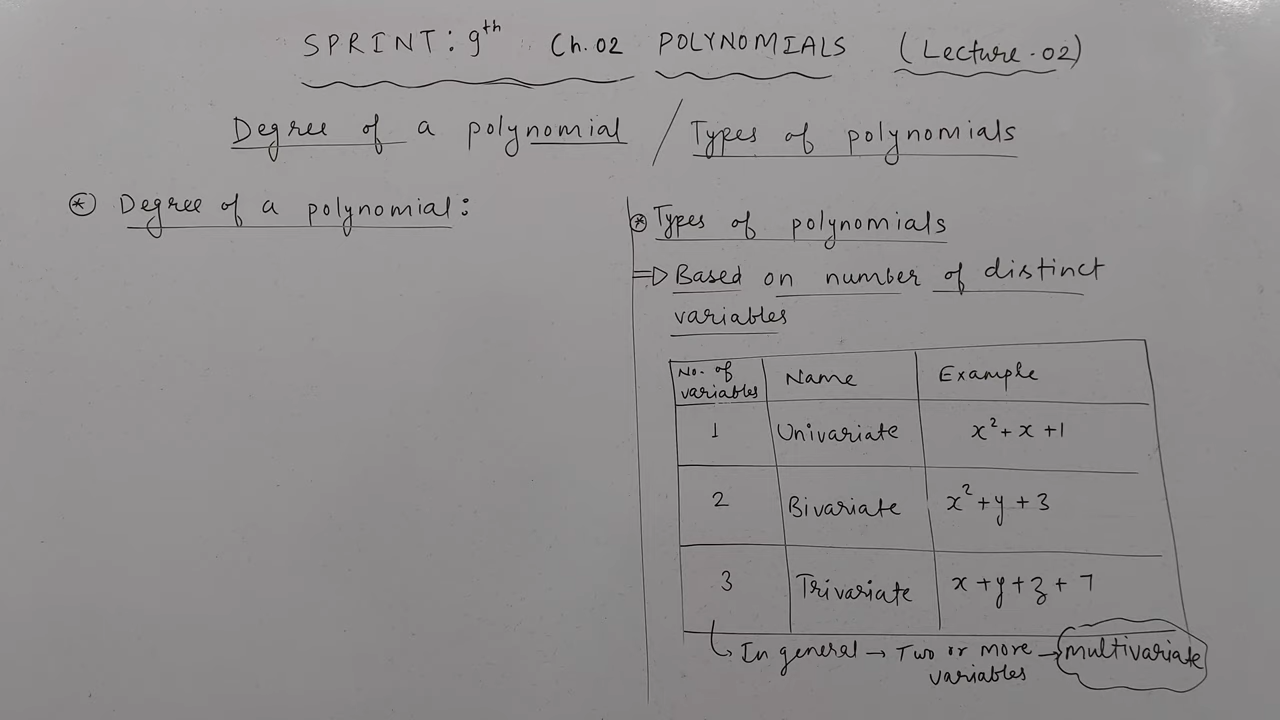 SPRINT: 9th Ch. 02 POLYNOMIALS (Lecture-02)
Degree of a polynomial / Types of polynomials
* Degree of a polynomial:
* Types of polynomials
⇒ Based on number of distinct
variables
No. of variables Name Example
1 Univariate x² + x + 1
2 Bivariate x² + y + 3
3 Trivariate x + y + z + 7
↳ In general → Two or more variables → multivariate